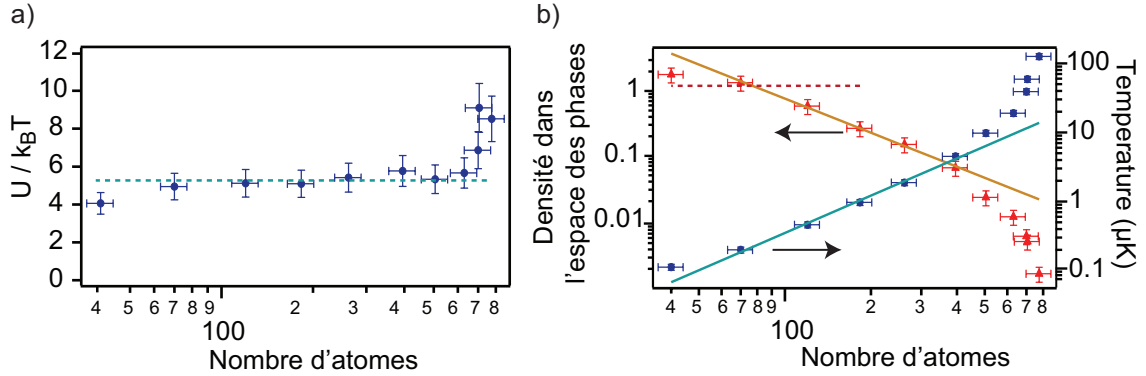 a)
U / kBT
12
10
8
6
4
2
0
4 5 6 7 8 9 2 3 4 5 6 7 8
100
Nombre d'atomes
b)
Densité dans
l'espace des phases
1
0.1
0.01
100
10
1
0.1
Temperature (µK)
4 5 6 7 8 9 2 3 4 5 6 7 8
100
Nombre d'atomes